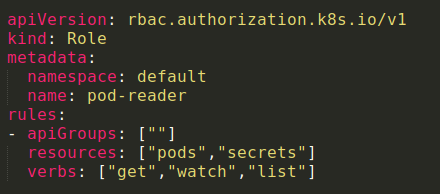 apiVersion: rbac.authorization.k8s.io/v1
kind: Role
metadata:
  namespace: default
  name: pod-reader
rules:
- apiGroups: [""]
  resources: ["pods","secrets"]
  verbs: ["get","watch","list"]